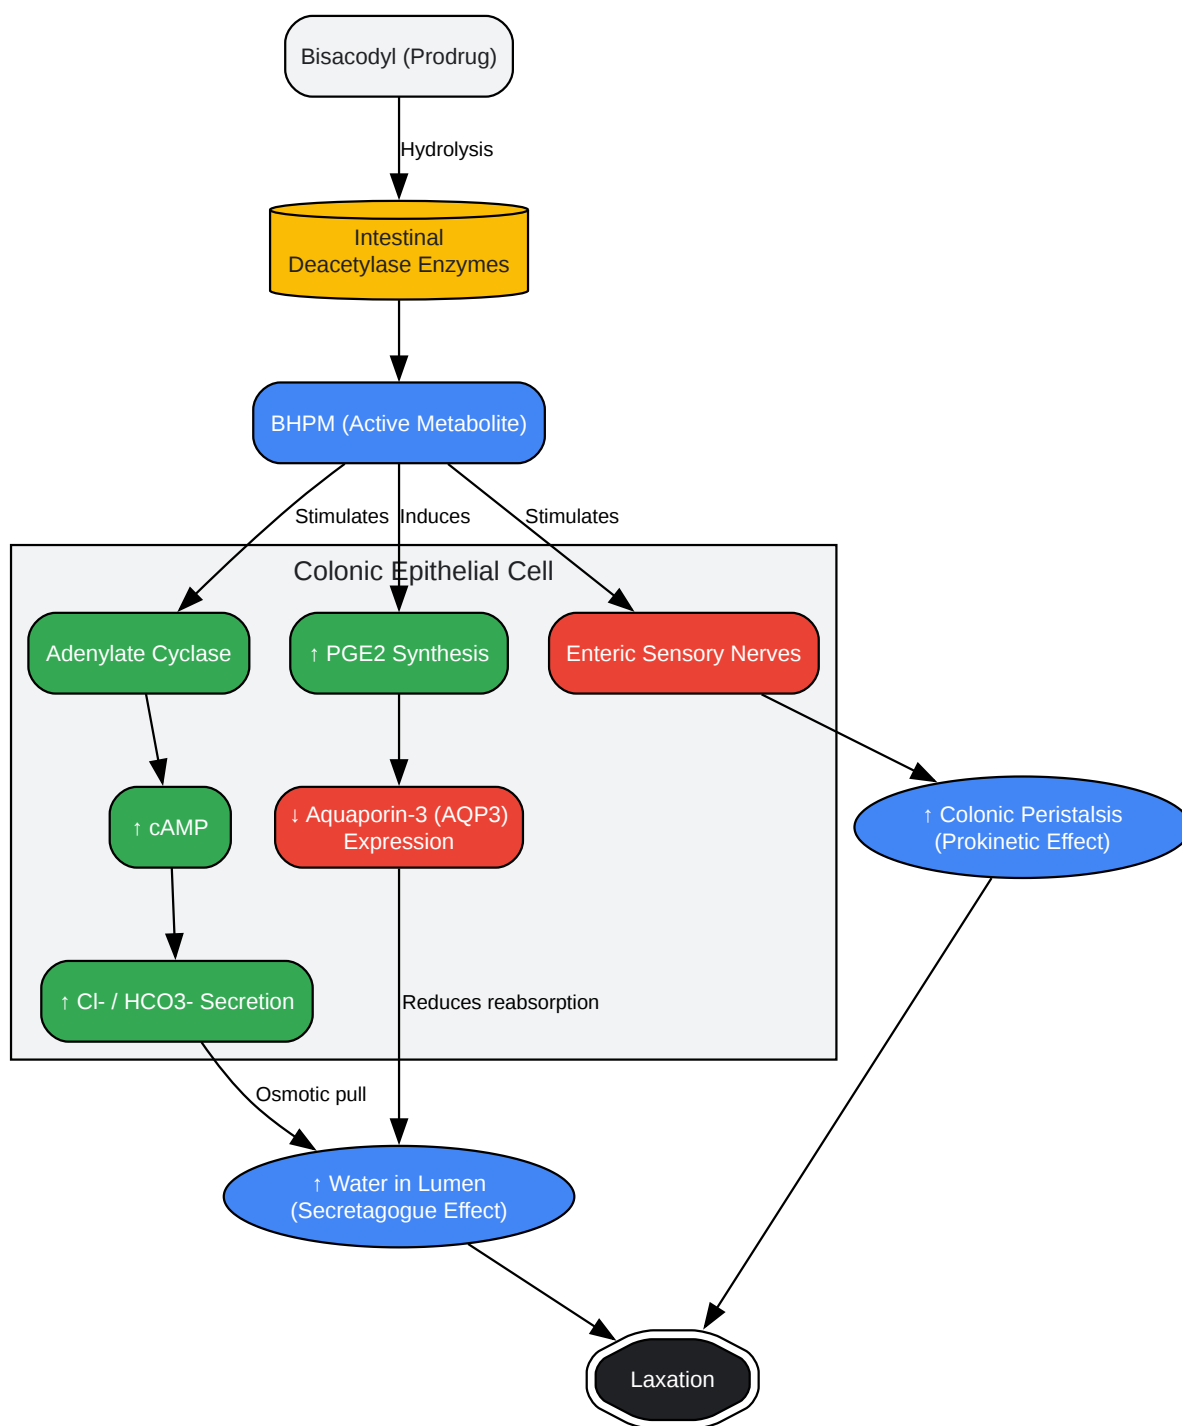 Bisacodyl (Prodrug)
Hydrolysis
Intestinal
Deacetylase Enzymes
BHPM (Active Metabolite)
Stimulates
Induces
Stimulates
Colonic Epithelial Cell
Adenylate Cyclase
↑ PGE2 Synthesis
Enteric Sensory Nerves
↑ cAMP
↓ Aquaporin-3 (AQP3)
Expression
↑ Colonic Peristalsis
(Prokinetic Effect)
↑ Cl- / HCO3- Secretion
Reduces reabsorption
Osmotic pull
↑ Water in Lumen
(Secretagogue Effect)
Laxation